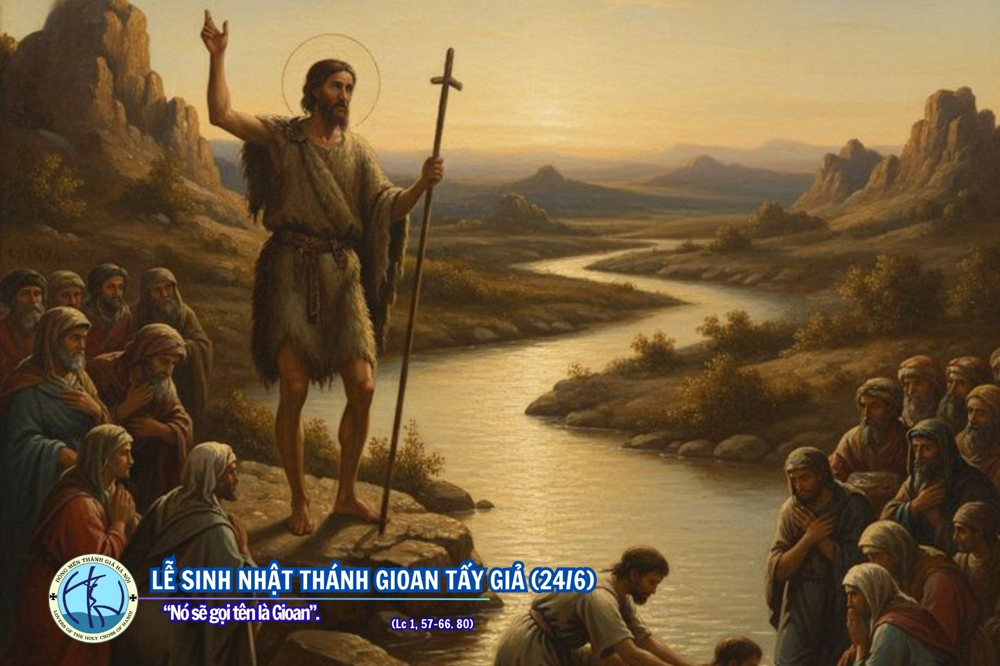 DÒNG MẾN THÁNH GIÁ HÀ NỘI
LOVERS OF THE HOLY CROSS OF HANOI
LỄ SINH NHẬT THÁNH GIOAN TẨY GIẢ (24/6)
“Nó sẽ gọi tên là Gioan”.
(Lc 1, 57-66. 80)